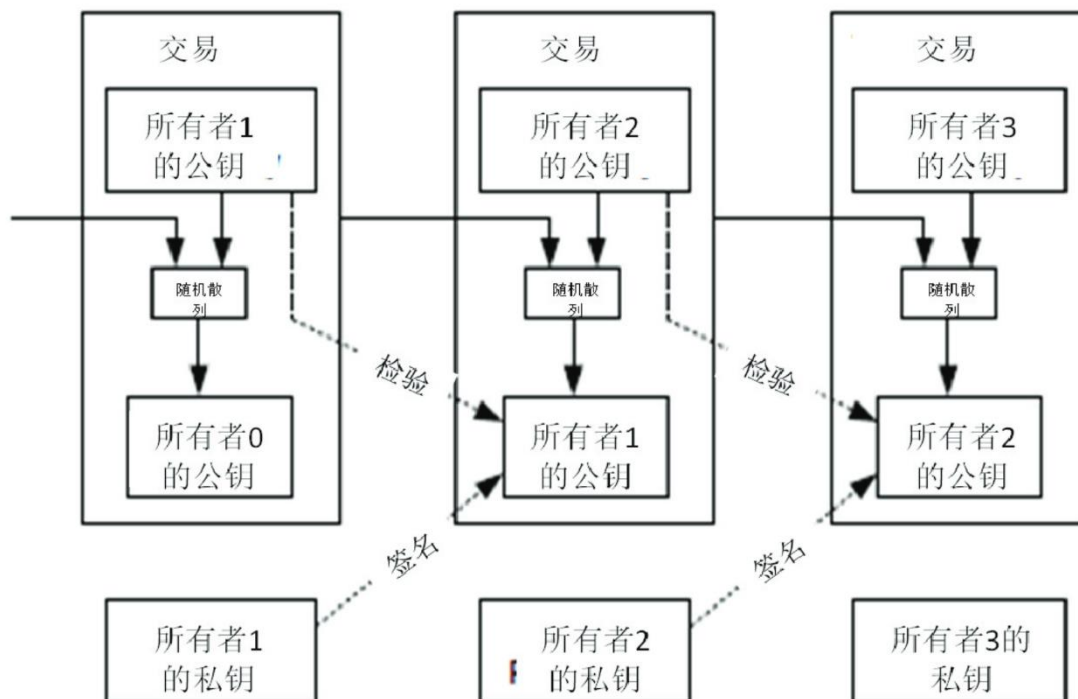 交易
所有者1
的公钥
随机散
列
检验
所有者0
的公钥
签名
所有者1
的私钥
交易
所有者2
的公钥
随机散
列
检验
所有者1
的公钥
签名
所有者2
的私钥
交易
所有者3
的公钥
随机散
列
所有者2
的公钥
所有者3的
私钥